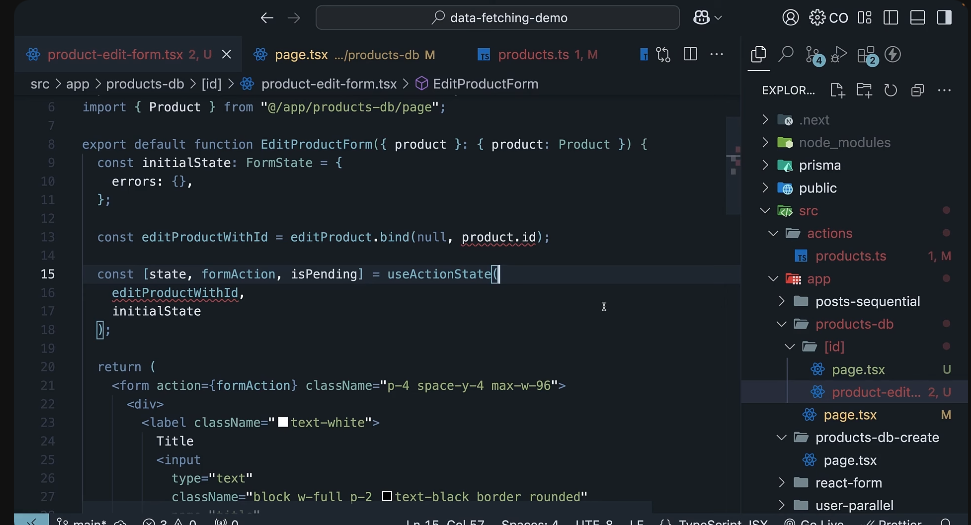 data-fetching-demo
CO
product-edit-form.tsx 2, U
page.tsx .../products-db M
products.ts 1, M
4
2
src > app > products-db > [id] > product-edit-form.tsx > EditProductForm
EXPLOR...
6 import { Product } from "@/app/products-db/page";
7
8 export default function EditProductForm({ product }: { product: Product }) {
9 const initialState: FormState = {
10 errors: {},
11 };
12
13 const editProductWithId = editProduct.bind(null, product.id);
14
15 const [state, formAction, isPending] = useActionState(
16 editProductWithId,
17 initialState
18 );
19
20 return (
21 <form action={formAction} className="p-4 space-y-4 max-w-96">
22 <div>
23 <label className="text-white">
24 Title
25 <input
26 type="text"
27 className="block w-full p-2 text-black border rounded"
.next
node_modules
prisma
public
src
actions
products.ts 1, M
app
posts-sequential
products-db
[id]
page.tsx U
product-edit... 2, U
page.tsx M
products-db-create
page.tsx
react-form
user-parallel
main*
3 0
0
Ln 15, Col 57 Spaces: 4 UTF-8 LF {} TypeScript JSX Go Live Prettier